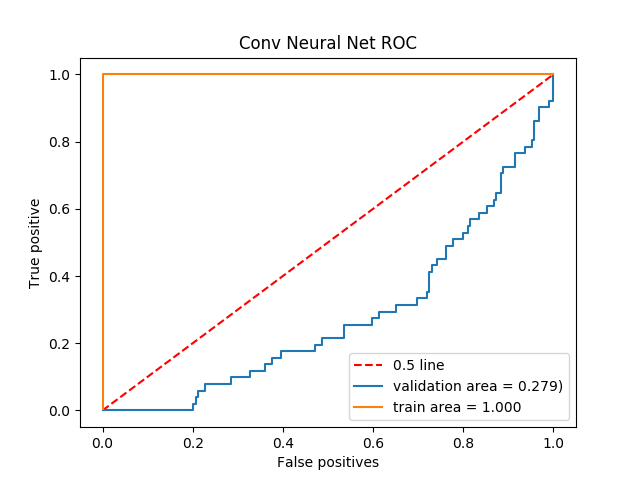 Conv Neural Net ROC
True positive
1.0
0.8
0.6
0.4
0.2
0.0
0.5 line
validation area = 0.279)
train area = 1.000
0.0 0.2 0.4 0.6 0.8 1.0
False positives